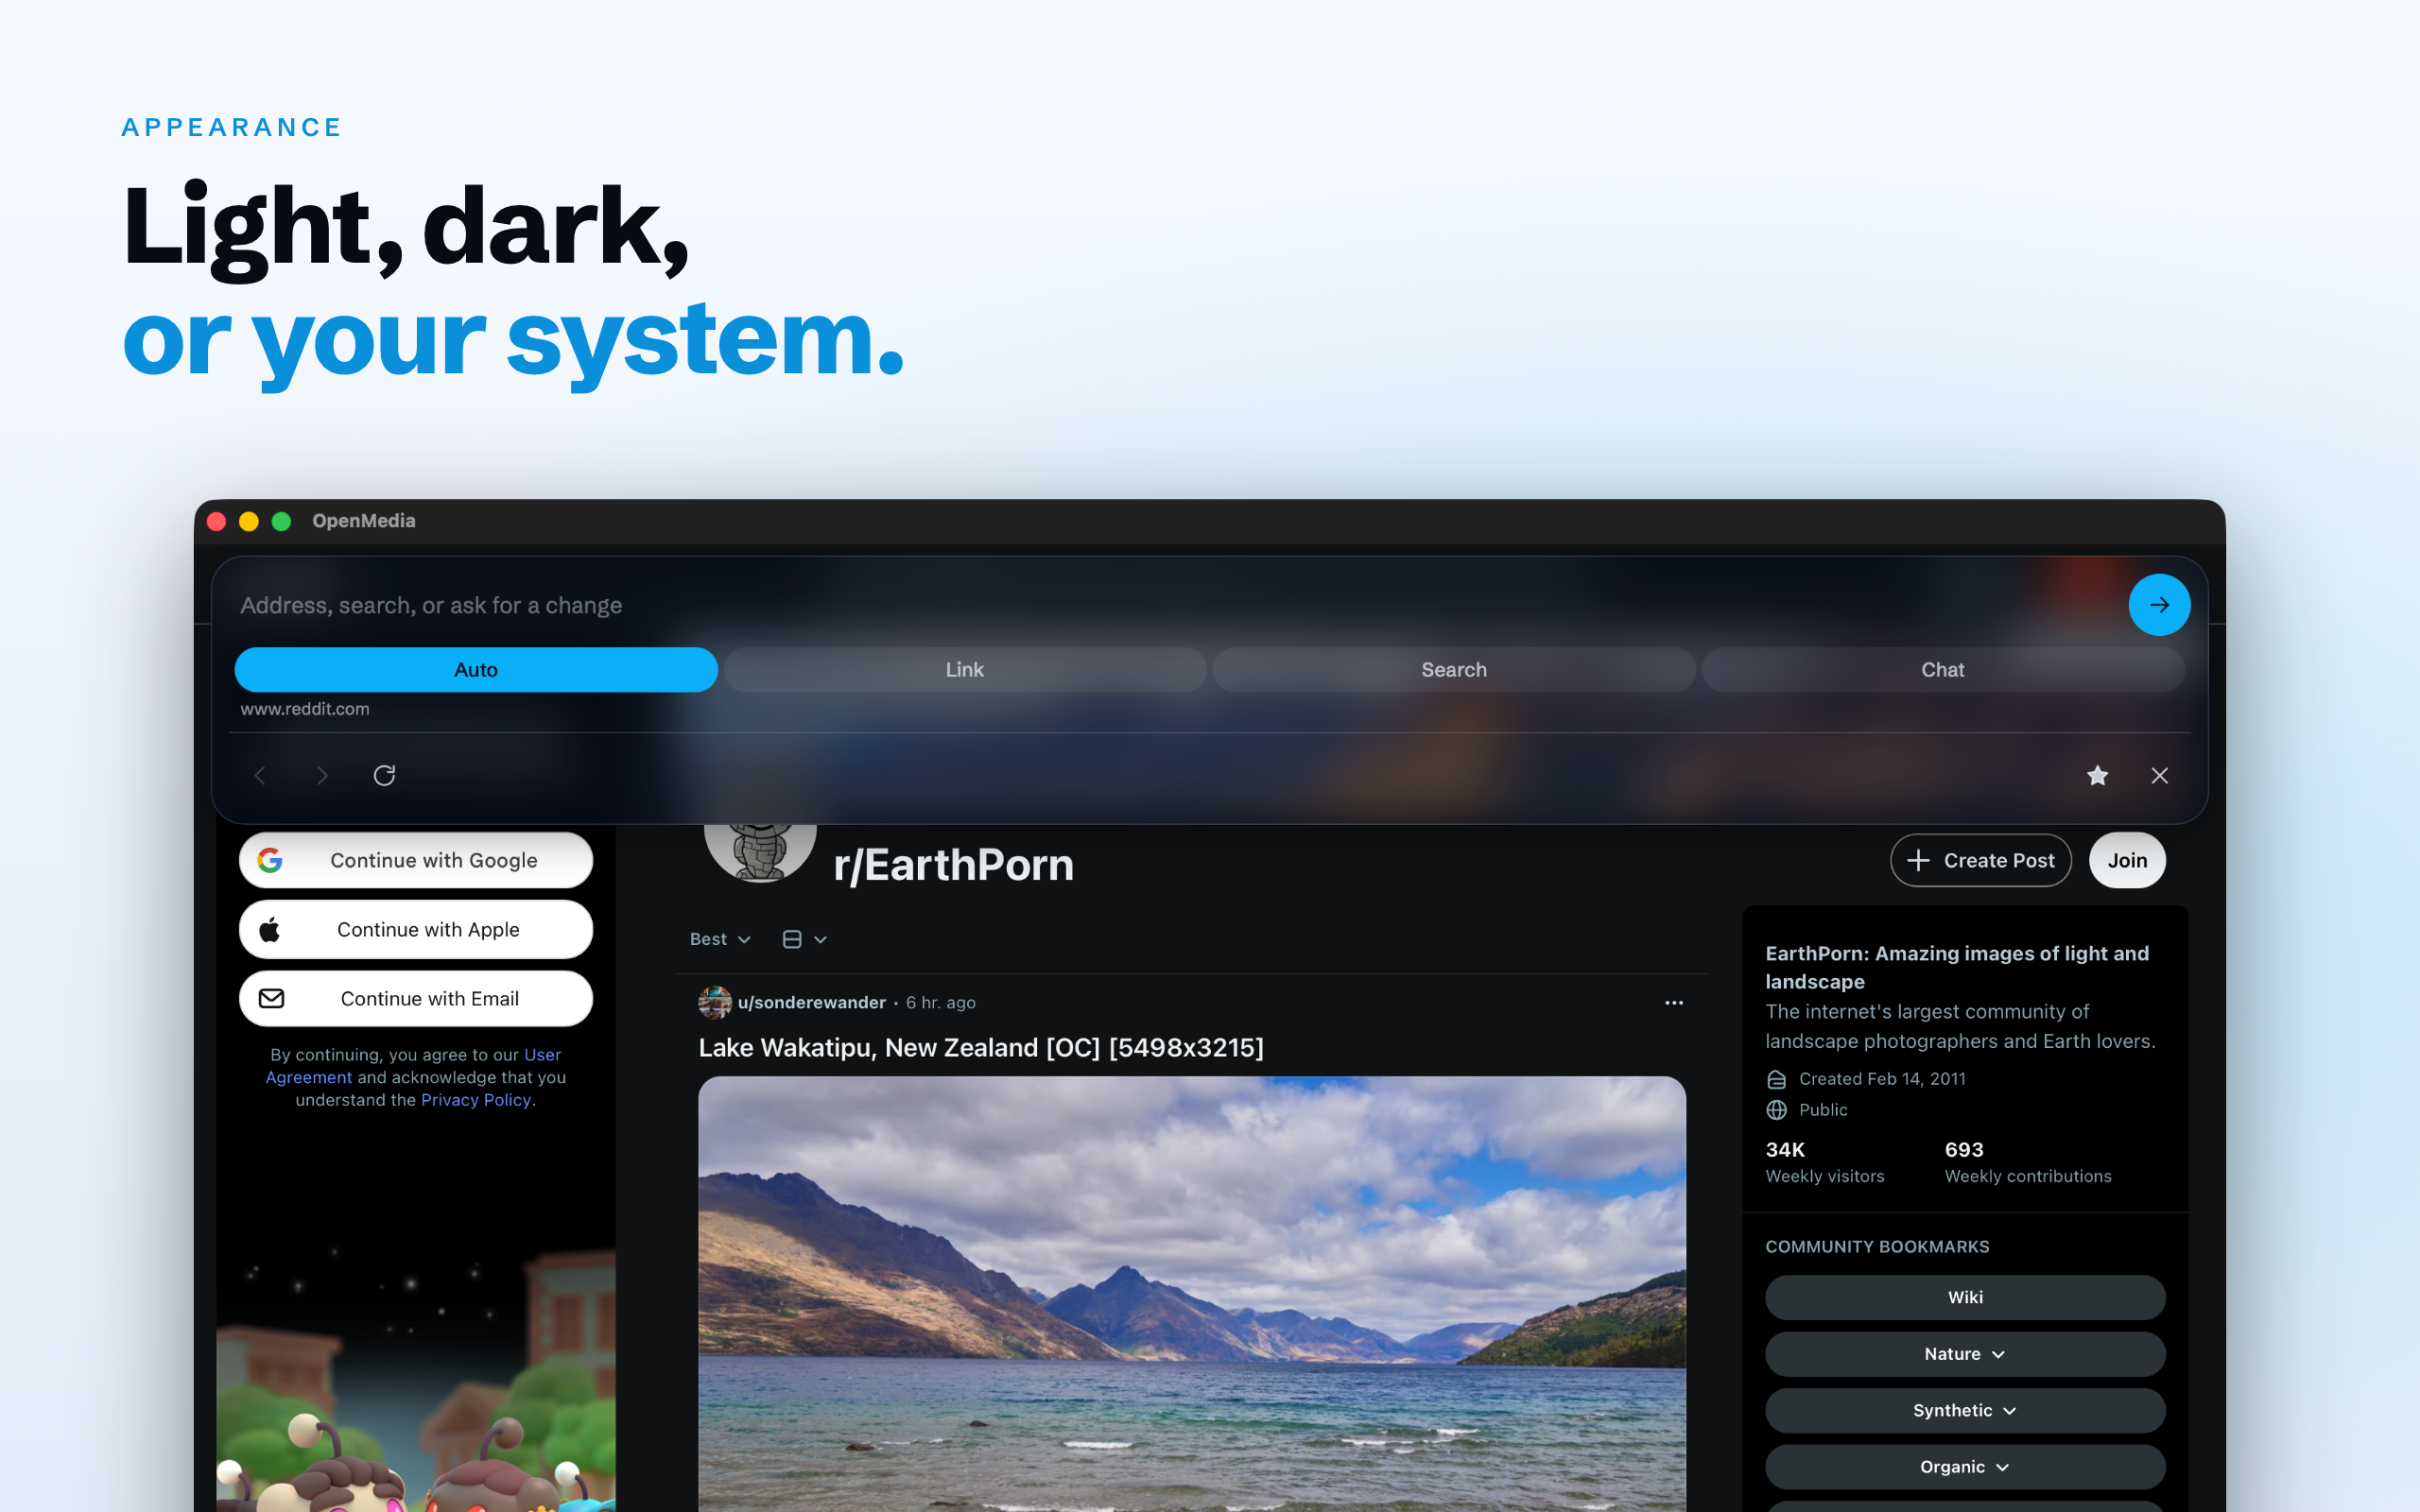 APPEARANCE
Light, dark,
or your system.
OpenMedia
Address, search, or ask for a change
Auto
Link
Search
Chat
www.reddit.com
Continue with Google
Continue with Apple
Continue with Email
By continuing, you agree to our User
Agreement and acknowledge that you
understand the Privacy Policy.
r/EarthPorn
Create Post
Join
Best
u/sonderewander • 6 hr. ago
Lake Wakatipu, New Zealand [OC] [5498x3215]
EarthPorn: Amazing images of light and
landscape
The internet's largest community of
landscape photographers and Earth lovers.
Created Feb 14, 2011
Public
34K
Weekly visitors
693
Weekly contributions
COMMUNITY BOOKMARKS
Wiki
Nature
Synthetic
Organic